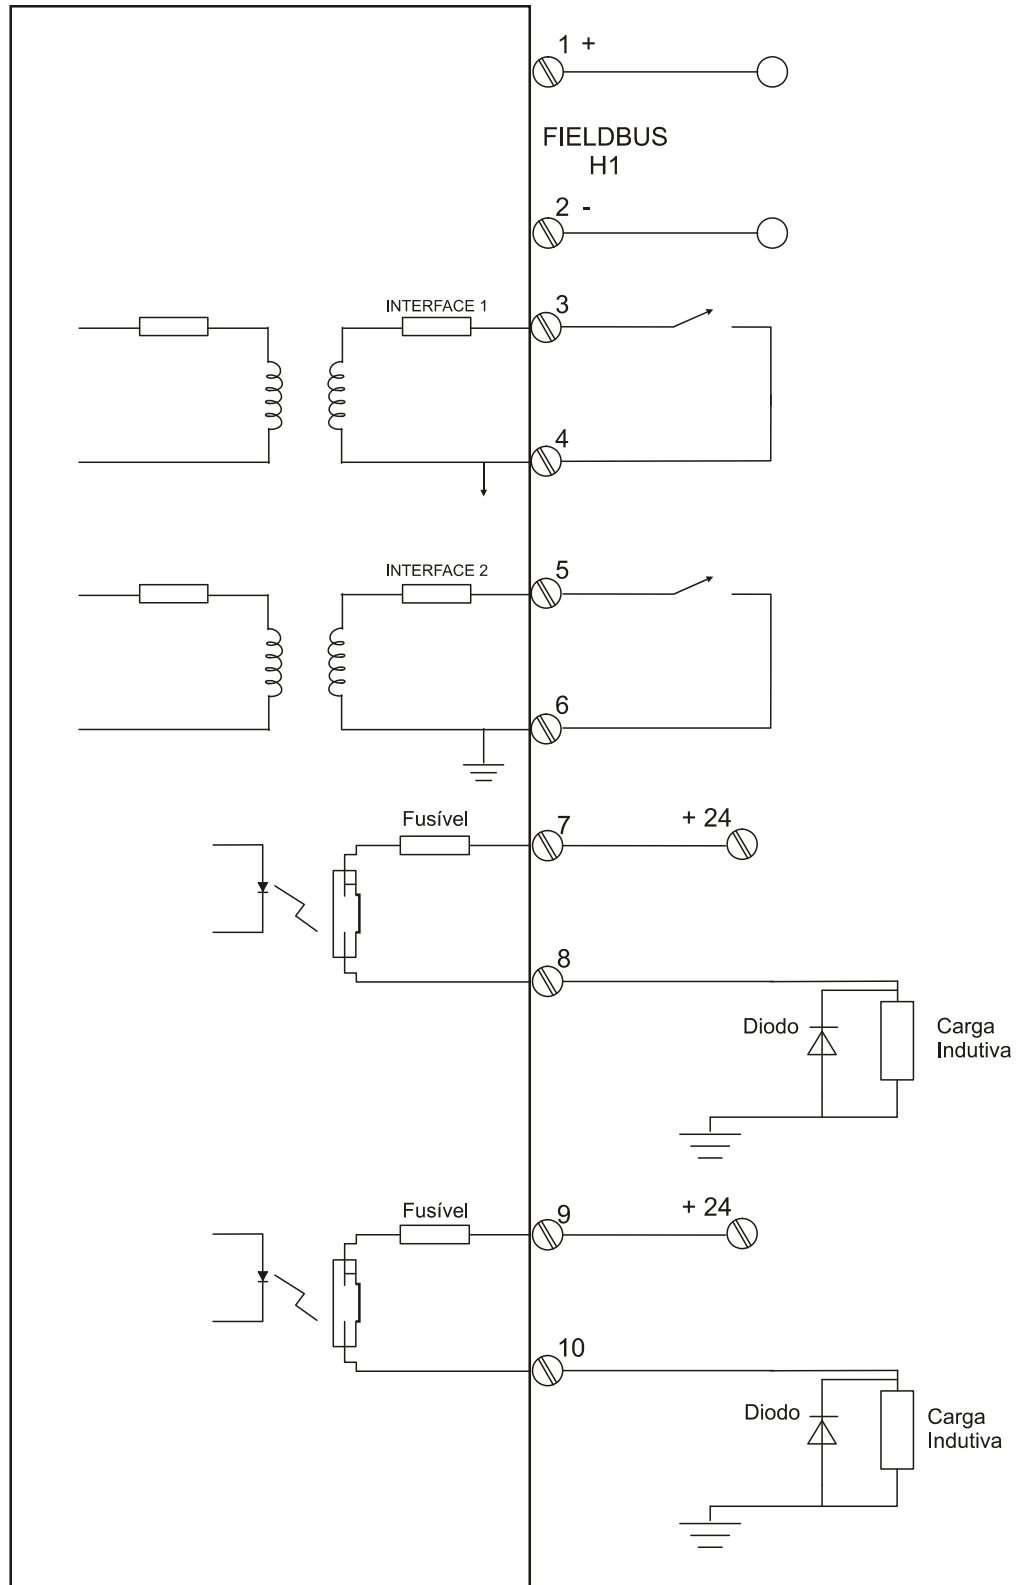 1 +
FIELDBUS
H1
2 -
INTERFACE 1
3
4
INTERFACE 2
5
6
Fusível
7
+ 24
8
Diodo
Carga
Indutiva
Fusível
9
+ 24
10
Diodo
Carga
Indutiva